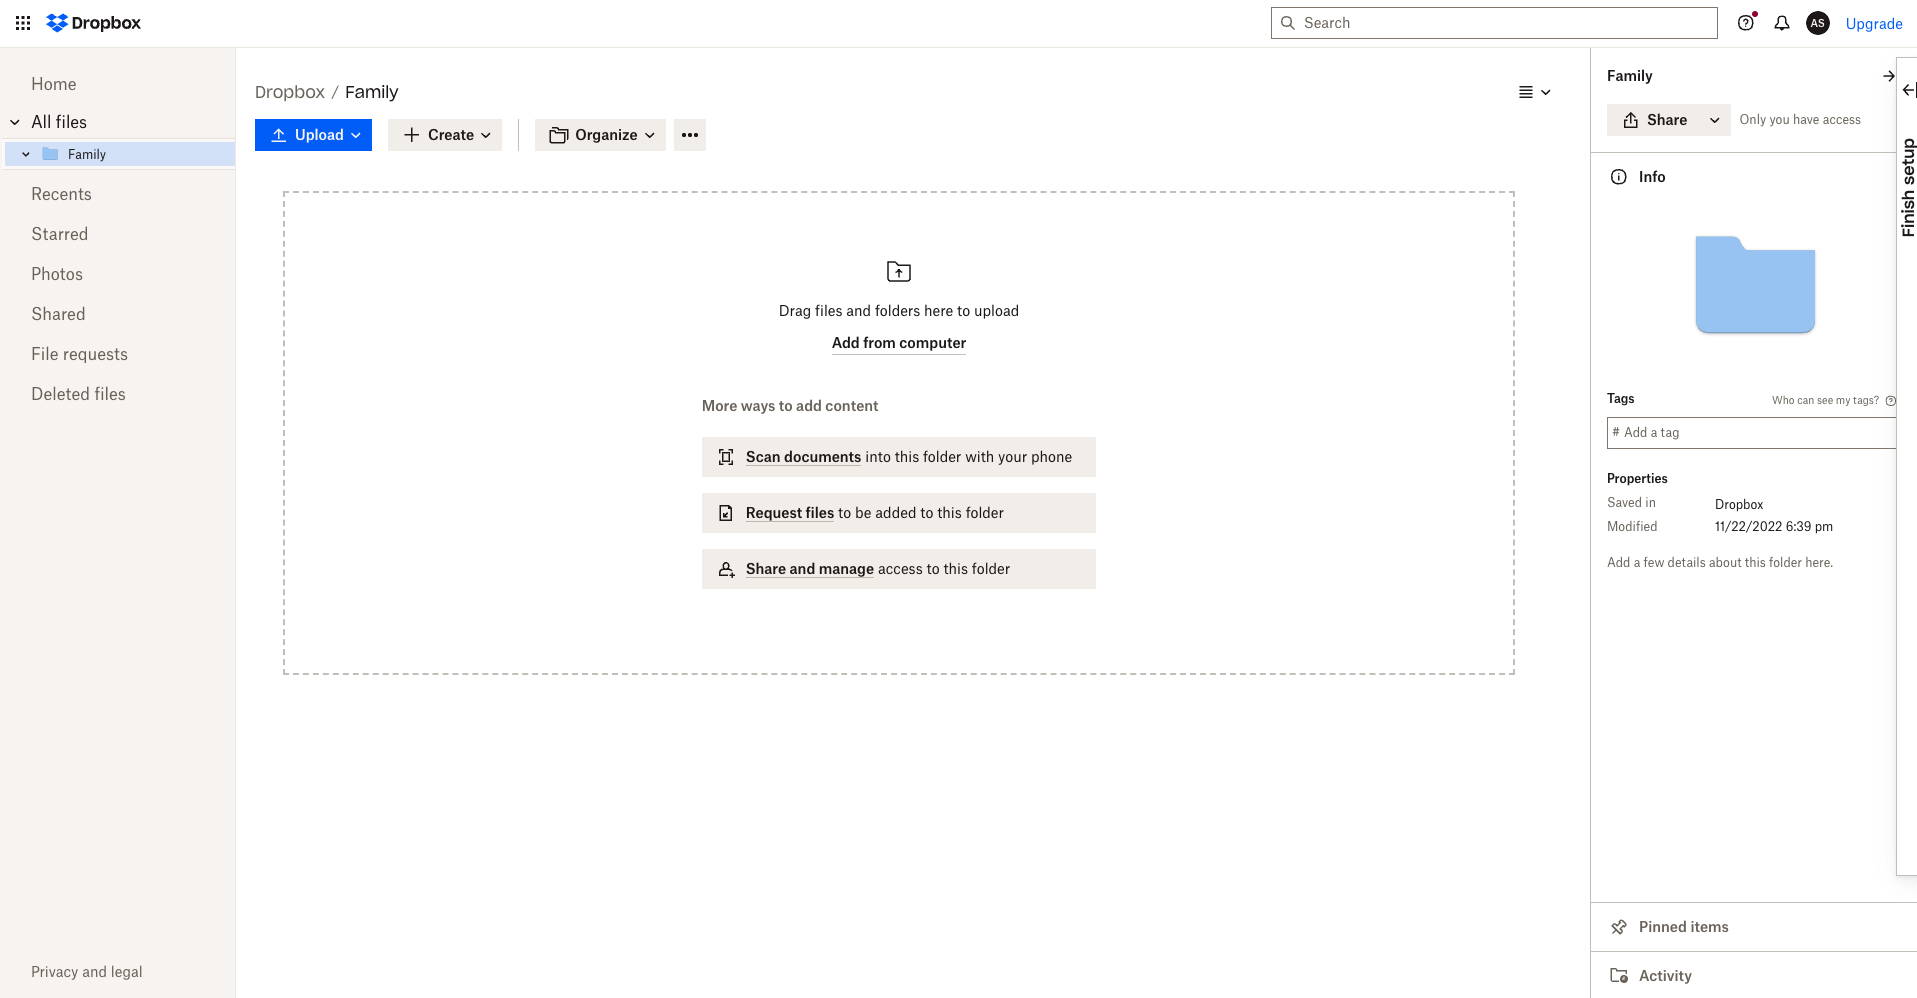 Dropbox
Search
AS
Upgrade
Home
All files
Family
Recents
Starred
Photos
Shared
File requests
Deleted files
Privacy and legal
Dropbox / Family
Upload
Create
Organize
Drag files and folders here to upload
Add from computer
More ways to add content
Scan documents into this folder with your phone
Request files to be added to this folder
Share and manage access to this folder
Family
Share
Only you have access
Info
Tags
Who can see my tags?
# Add a tag
Properties
Saved in Dropbox
Modified 11/22/2022 6:39 pm
Add a few details about this folder here.
Pinned items
Activity
Finish setup